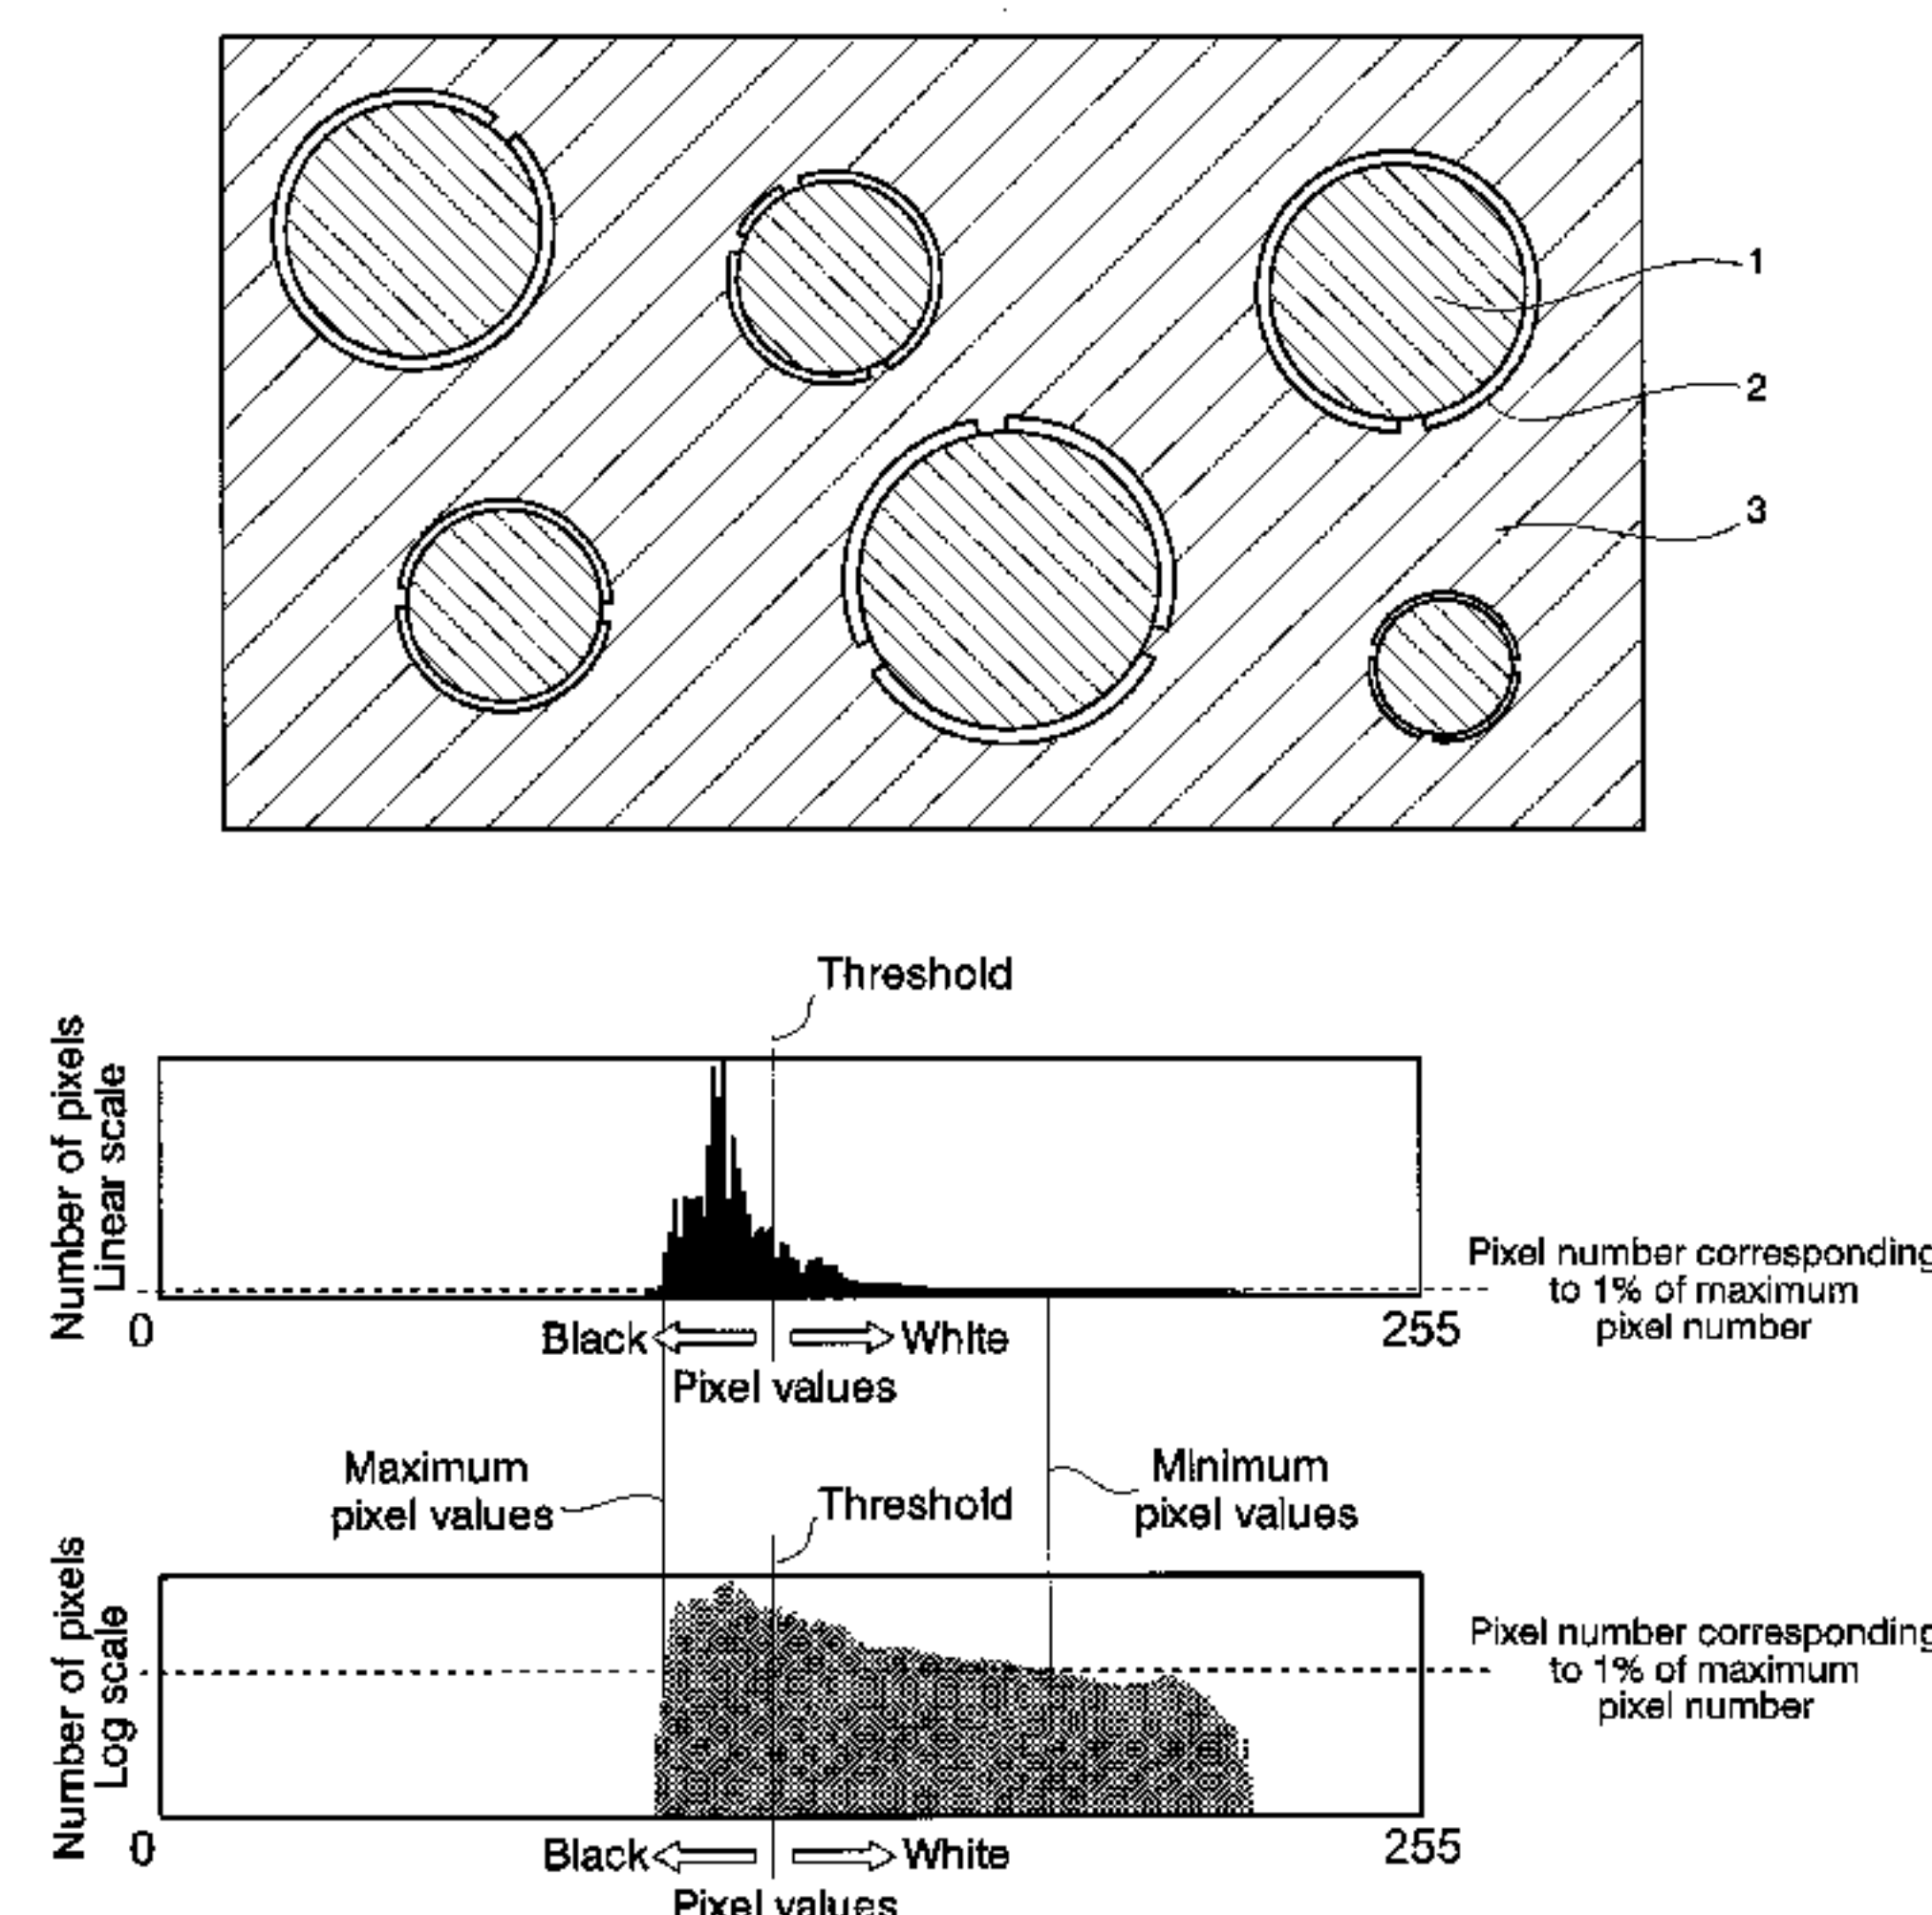 1
2
3
Threshold
Number of pixels
Linear scale
Pixel number corresponding
to 1% of maximum
pixel number
0
255
Black
White
Pixel values
Maximum
pixel values
Minimum
pixel values
Threshold
Number of pixels
Log scale
Pixel number corresponding
to 1% of maximum
pixel number
0
255
Black
White
Pixel values